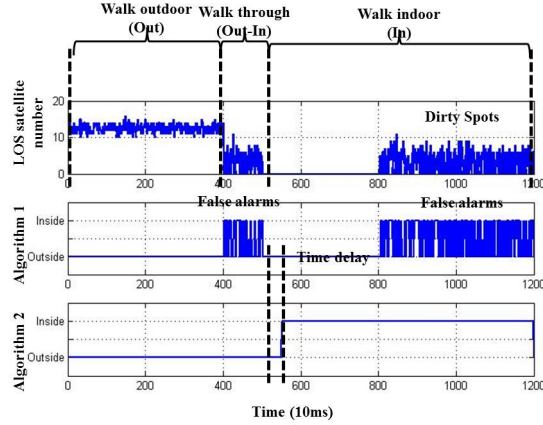 Walk outdoor
(Out)
Walk through
(Out-In)
Walk indoor
(In)
LOS satellite
number
20
10
0
Dirty Spots
0 200 400 600 800 1000 1200
False alarms
False alarms
Algorithm 1
Inside
Outside
Time delay
0 200 400 600 800 1000 1200
Algorithm 2
Inside
Outside
0 200 400 600 800 1000 1200
Time (10ms)